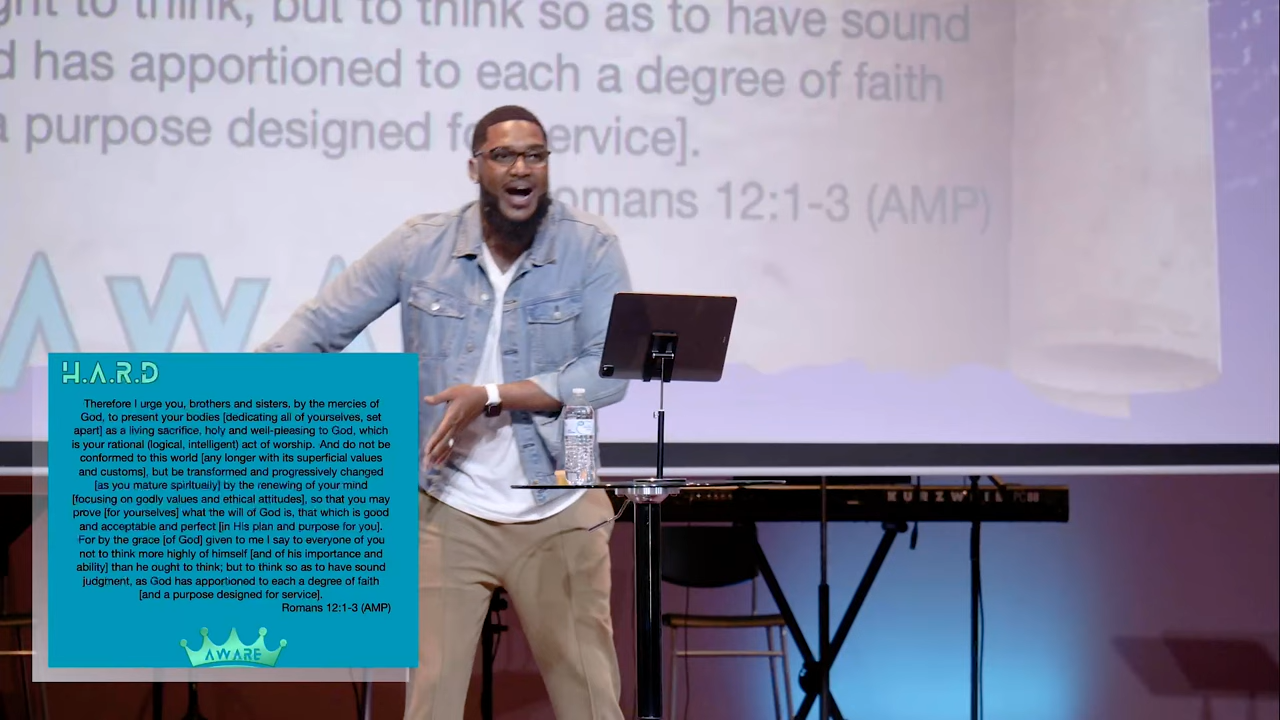 ght to think; but to think so as to have sound
d has apportioned to each a degree of faith
a purpose designed for service].
omans 12:1-3 (AMP)
AWA
H.A.R.D
Therefore I urge you, brothers and sisters, by the mercies of
God, to present your bodies [dedicating all of yourselves, set
apart] as a living sacrifice, holy and well-pleasing to God, which
is your rational (logical, intelligent) act of worship. And do not be
conformed to this world [any longer with its superficial values
and customs], but be transformed and progressively changed
[as you mature spiritually] by the renewing of your mind
[focusing on godly values and ethical attitudes], so that you may
prove [for yourselves] what the will of God is, that which is good
and acceptable and perfect [in His plan and purpose for you].
For by the grace [of God] given to me I say to everyone of you
not to think more highly of himself [and of his importance and
ability] than he ought to think; but to think so as to have sound
judgment, as God has apportioned to each a degree of faith
[and a purpose designed for service].
Romans 12:1-3 (AMP)
AWARE
KURZWEIL PC88